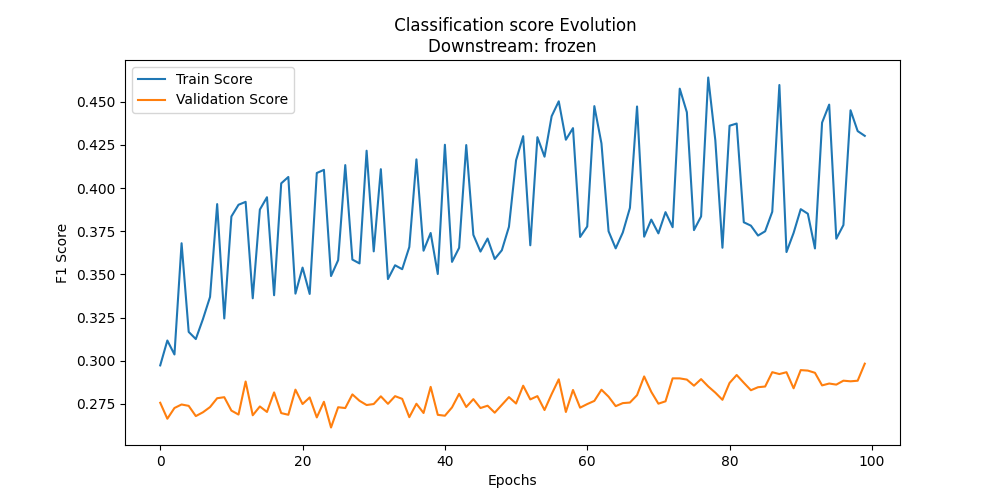 Classification score Evolution
Downstream: frozen
Train Score
Validation Score
F1 Score
0.450
0.425
0.400
0.375
0.350
0.325
0.300
0.275
0
20
40
60
80
100
Epochs